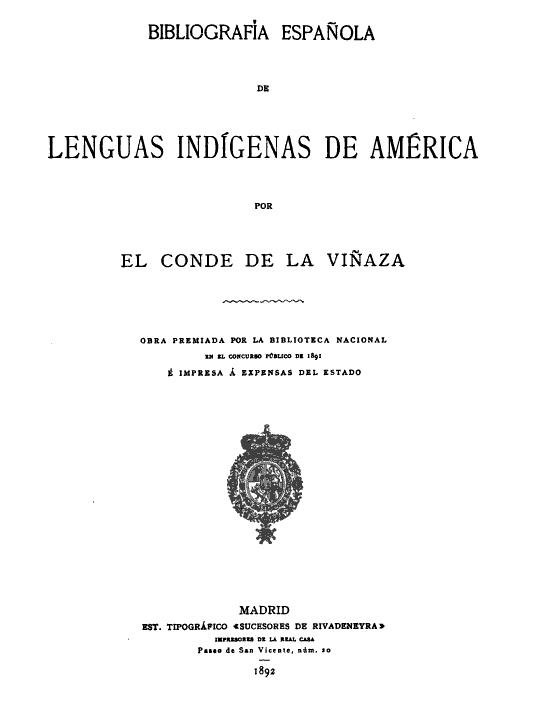 BIBLIOGRAFÍA ESPAÑOLA
DE
LENGUAS INDÍGENAS DE AMÉRICA
POR
EL CONDE DE LA VIÑAZA
OBRA PREMIADA POR LA BIBLIOTECA NACIONAL
EN EL CONCURSO PÚBLICO DE 1891
É IMPRESA Á EXPENSAS DEL ESTADO
MADRID
EST. TIPOGRÁFICO «SUCESORES DE RIVADENEYRA»
IMPRESORES DE LA REAL CASA
Paseo de San Vicente, núm. 20
1892